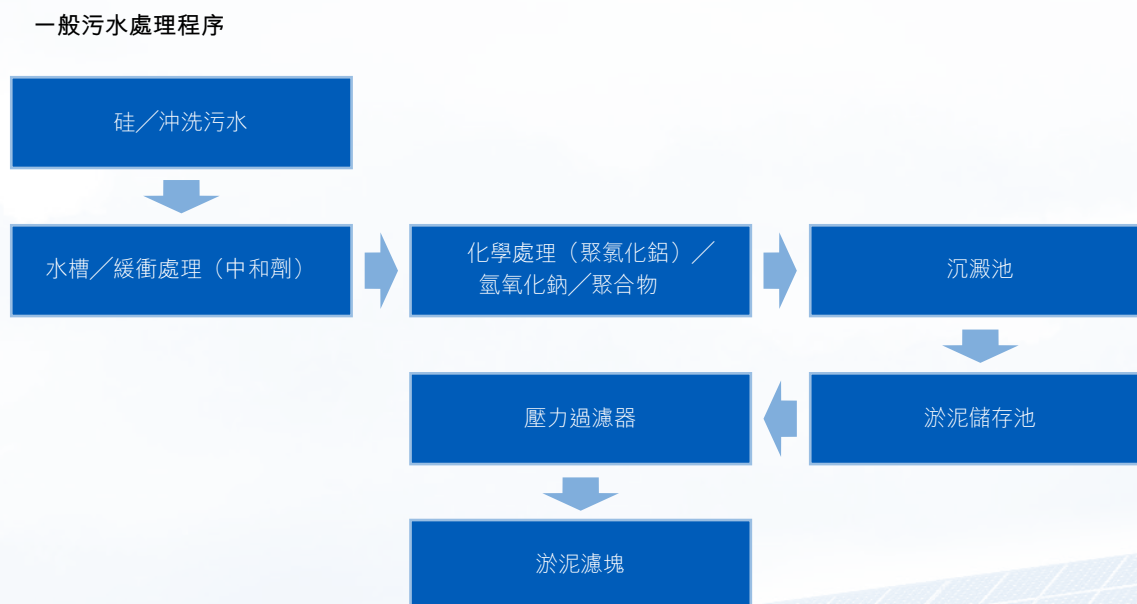 一般污水處理程序
硅／沖洗污水
水槽／緩衝處理（中和劑）
化學處理（聚氯化鋁）／
氫氧化鈉／聚合物
沉澱池
壓力過濾器
淤泥儲存池
淤泥濾塊